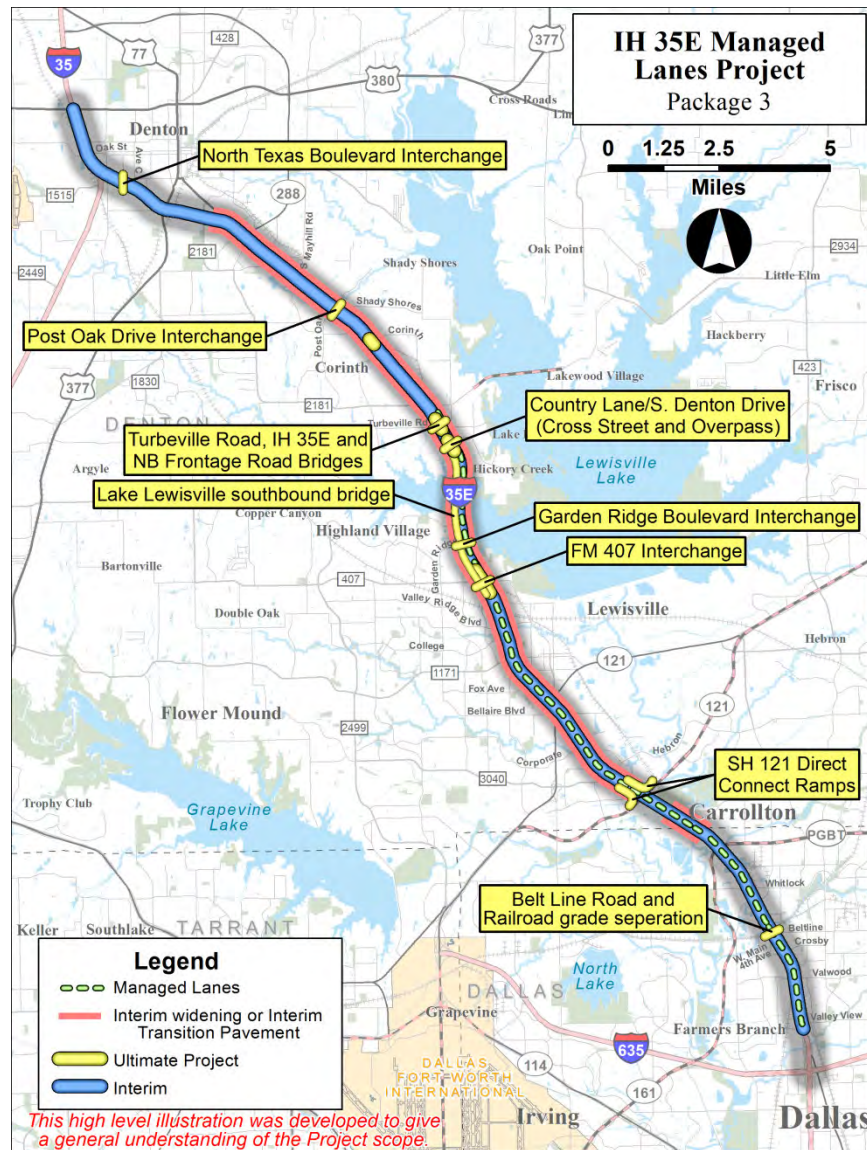 IH 35E Managed
Lanes Project
Package 3
0 1.25 2.5 5
Miles
428
377
77
35
380
Cross Roads
Denton
Oak St
Ave C
North Texas Boulevard Interchange
1515
288
2181
S Mayhill Rd
Oak Point
2934
2449
Shady Shores
Little Elm
Shady Shores
Post Oak Drive Interchange
Corinth
Hackberry
Corinth
377
1830
Lakewood Village
423
Frisco
2181
DENTON
Turbeville Rd
Country Lane/S. Denton Drive
(Cross Street and Overpass)
Turbeville Road, IH 35E and
NB Frontage Road Bridges
Argyle
Hickory Creek
Lewisville
Lake
Lake Lewisville southbound bridge
35E
Copper Canyon
Highland Village
Garden Ridge Boulevard Interchange
Garden Ridge
FM 407 Interchange
Bartonville
407
Valley Ridge Blvd
Double Oak
Lewisville
Hebron
College
121
1171
Fox Ave
Flower Mound
Bellaire Blvd
121
2499
Hebron
Corporate
SH 121 Direct
Connect Ramps
3040
Trophy Club
Grapevine
Lake
Carrollton
PGBT
Whitlock
Belt Line Road and
Railroad grade seperation
Keller
Southlake
TARRANT
Beltline
Crosby
W. Main
4th Ave
Legend
Managed Lanes
Interim widening or Interim
Transition Pavement
Ultimate Project
Interim
North
Lake
Valwood
DALLAS
Grapevine
Farmers Branch
Valley View
635
DALLAS
FORT WORTH
INTERNATIONAL
114
161
Irving
Dallas
This high level illustration was developed to give
a general understanding of the Project scope.